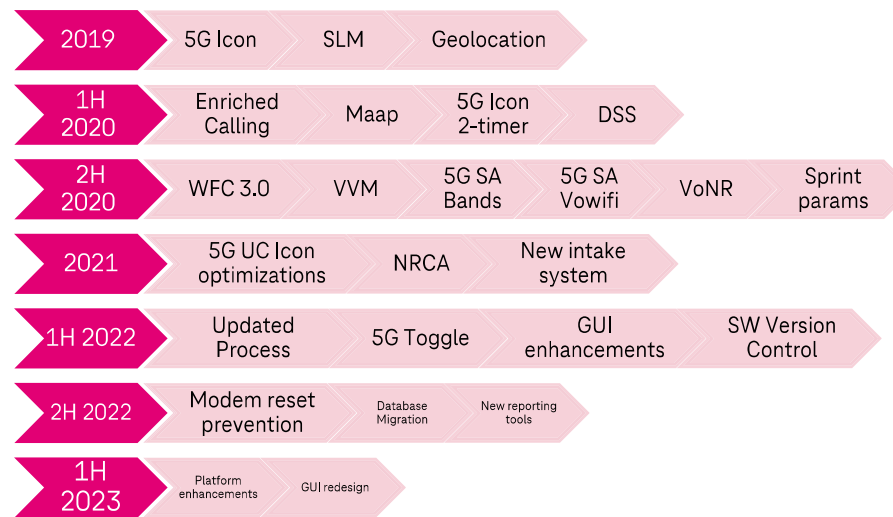 2019
5G Icon
SLM
Geolocation
1H
2020
Enriched
Calling
Maap
5G Icon
2-timer
DSS
2H
2020
WFC 3.0
VVM
5G SA
Bands
5G SA
Vowifi
VoNR
Sprint
params
2021
5G UC Icon
optimizations
NRCA
New intake
system
1H 2022
Updated
Process
5G Toggle
GUI
enhancements
SW Version
Control
2H 2022
Modem reset
prevention
Database
Migration
New reporting
tools
1H
2023
Platform
enhancements
GUI redesign